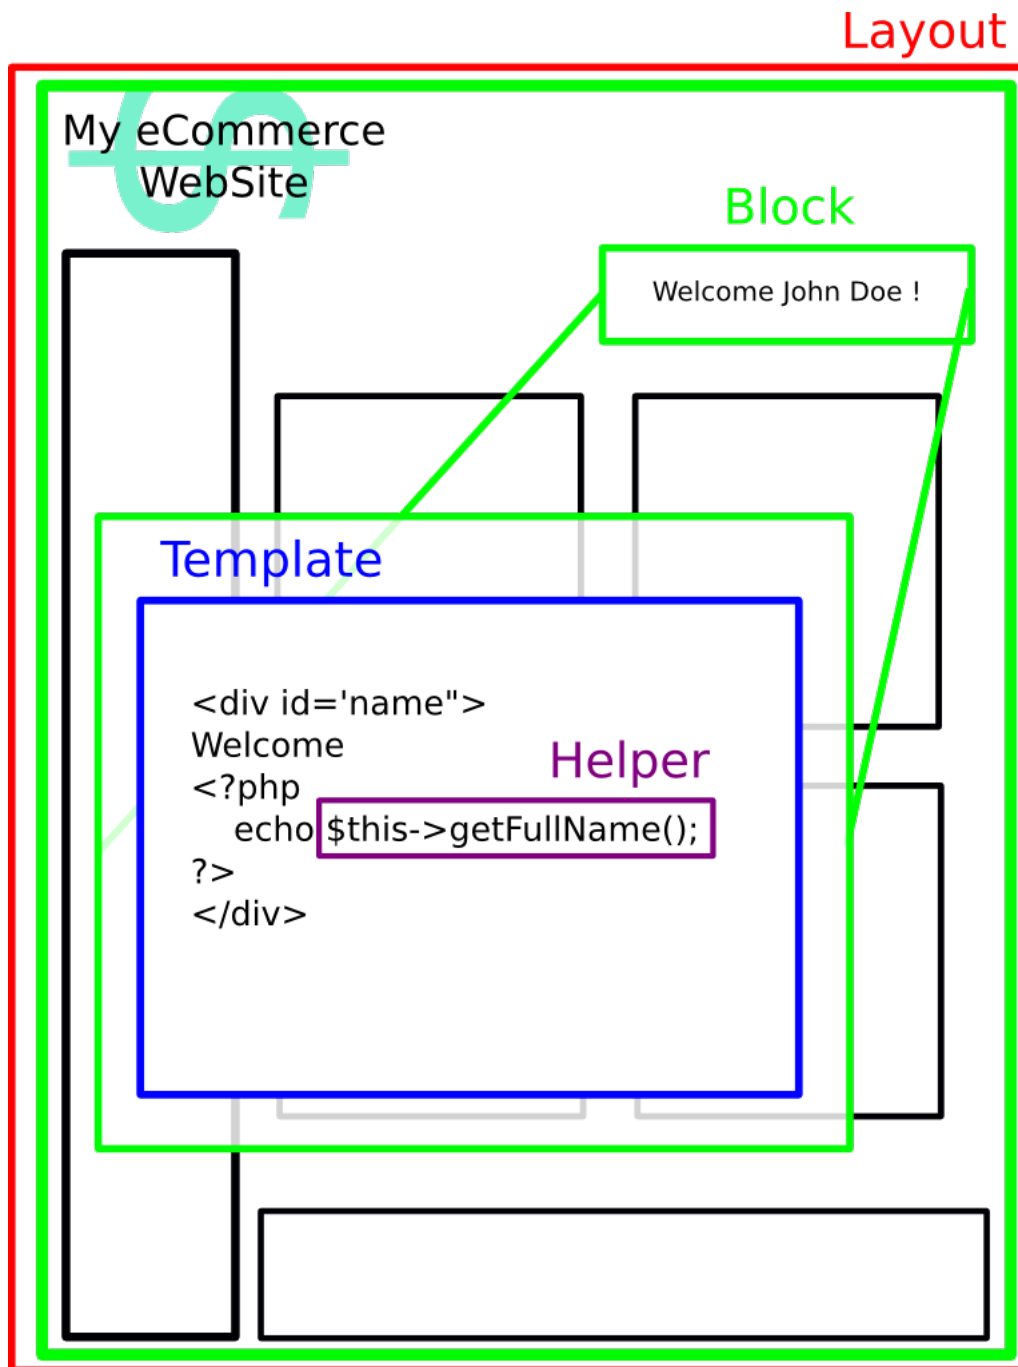 Layout
My eCommerce
WebSite
Block
Welcome John Doe !
Template
<div id='name">
Welcome
Helper
<?php
echo $this->getFullName();
?>
</div>